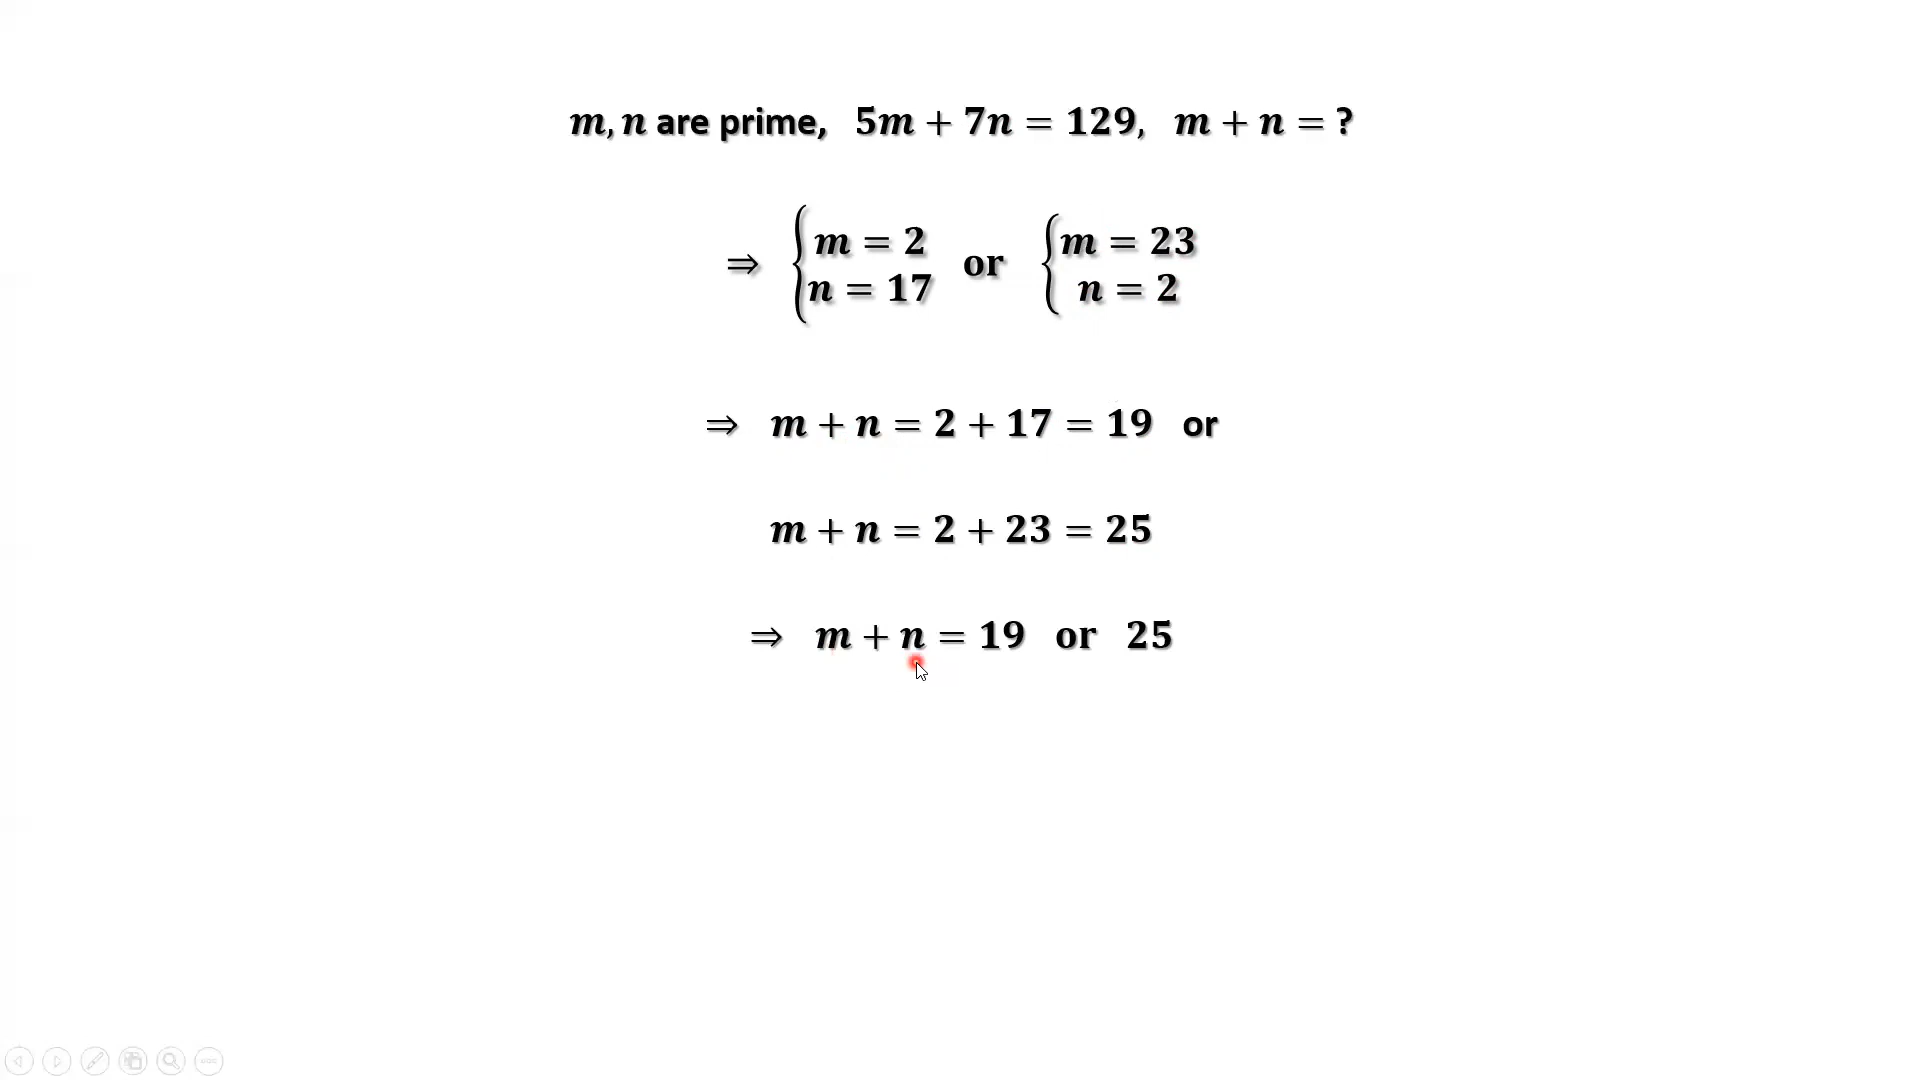 m, n are prime, 5m + 7n = 129, m + n = ?
⇒ { m = 2 n = 17 or { m = 23 n = 2
⇒ m + n = 2 + 17 = 19 or
m + n = 2 + 23 = 25
⇒ m + n = 19 or 25